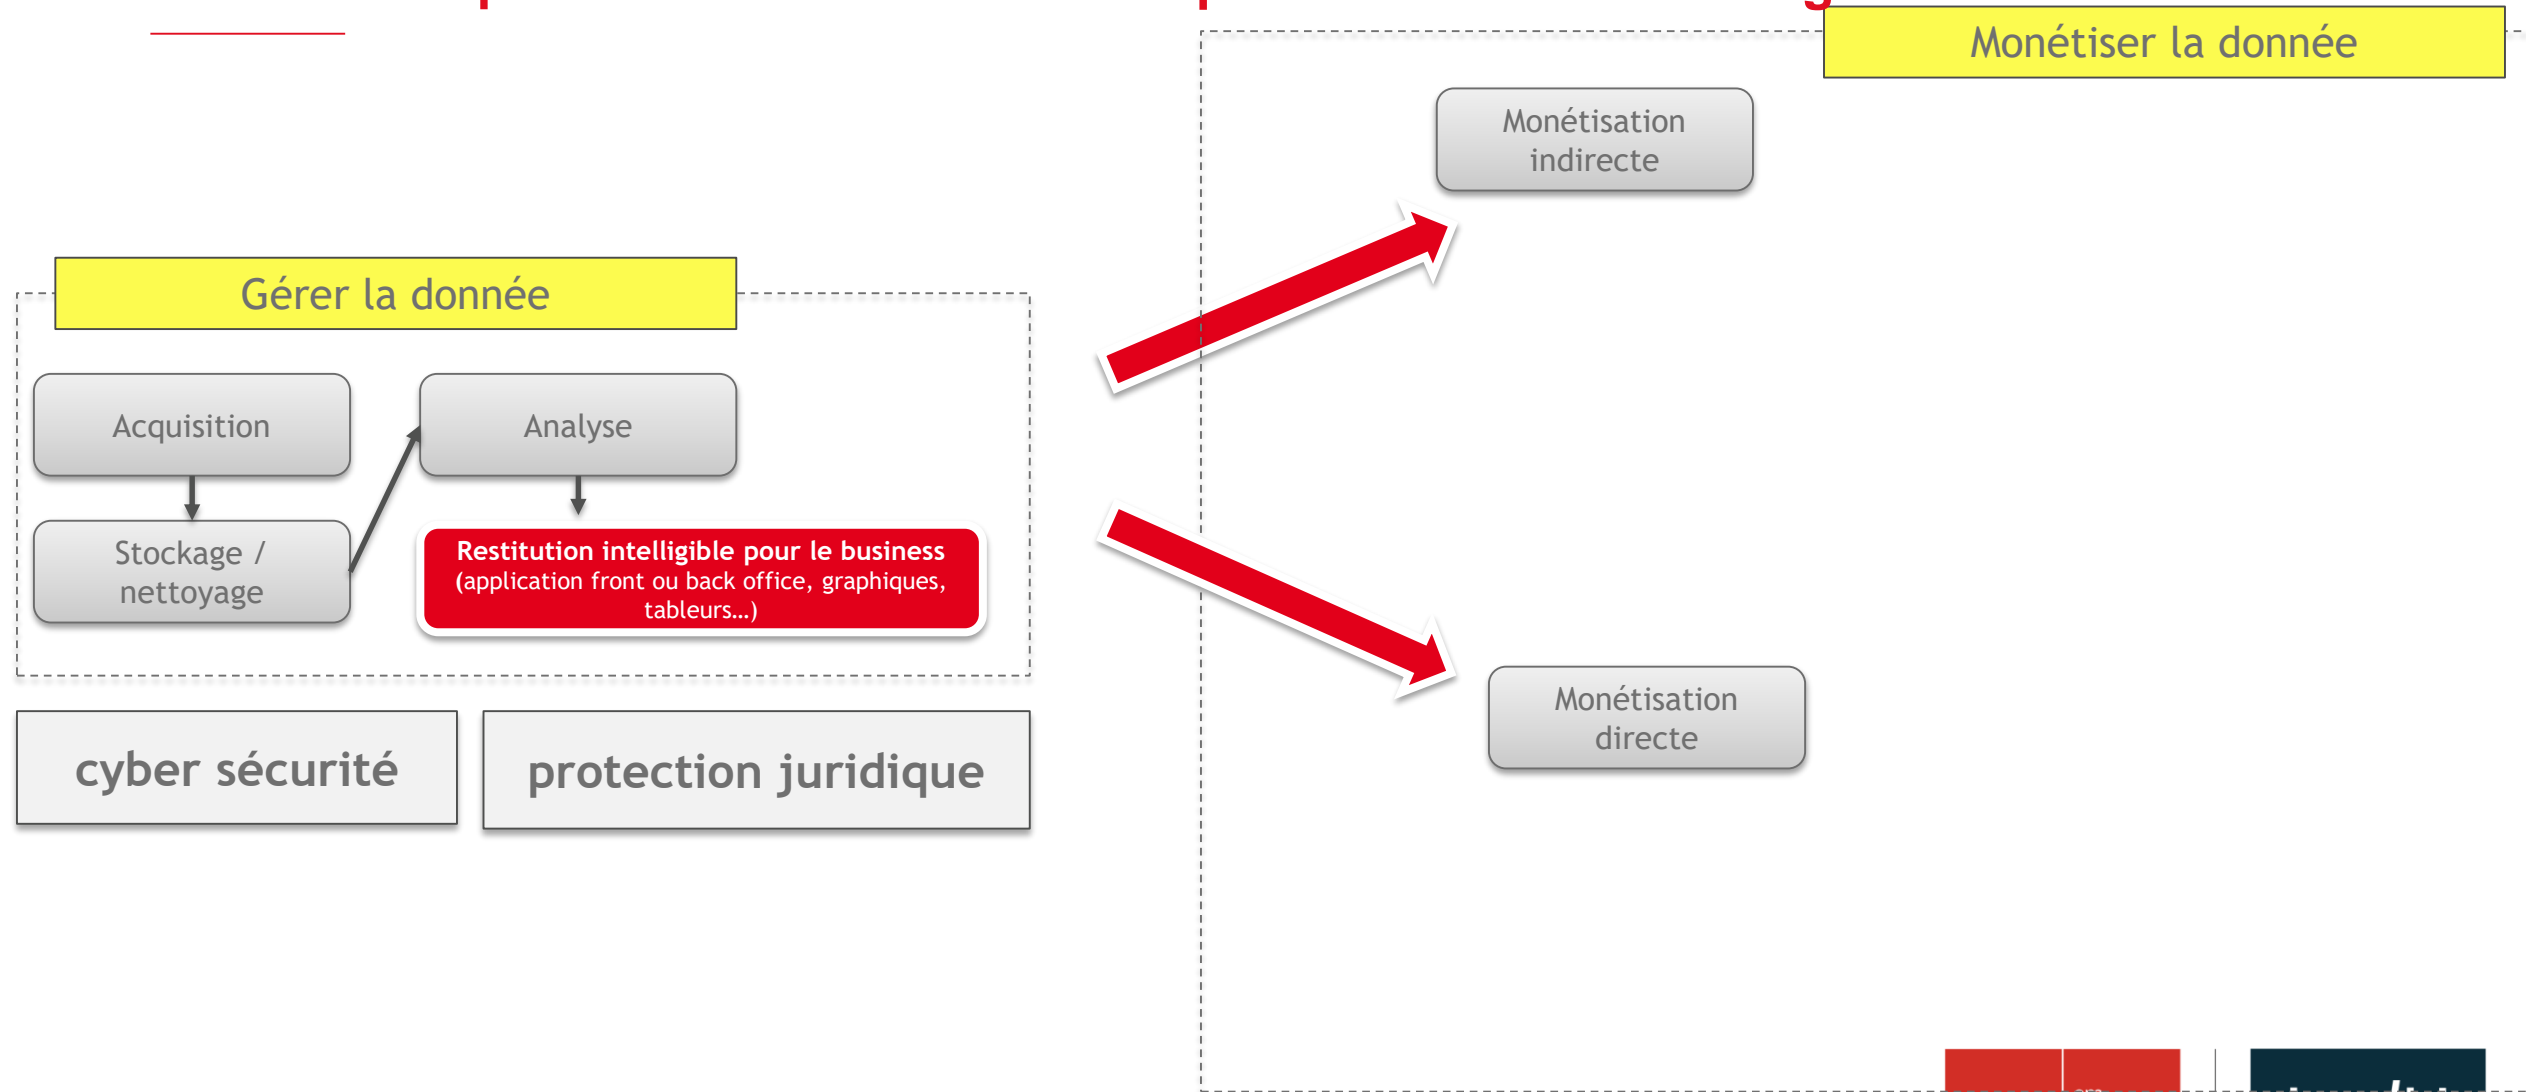 Monétiser la donnée
Monétisation
indirecte
Gérer la donnée
Acquisition
Analyse
Stockage /
nettoyage
Restitution intelligible pour le business
(application front ou back office, graphiques,
tableurs…)
Monétisation
directe
cyber sécurité
protection juridique
em